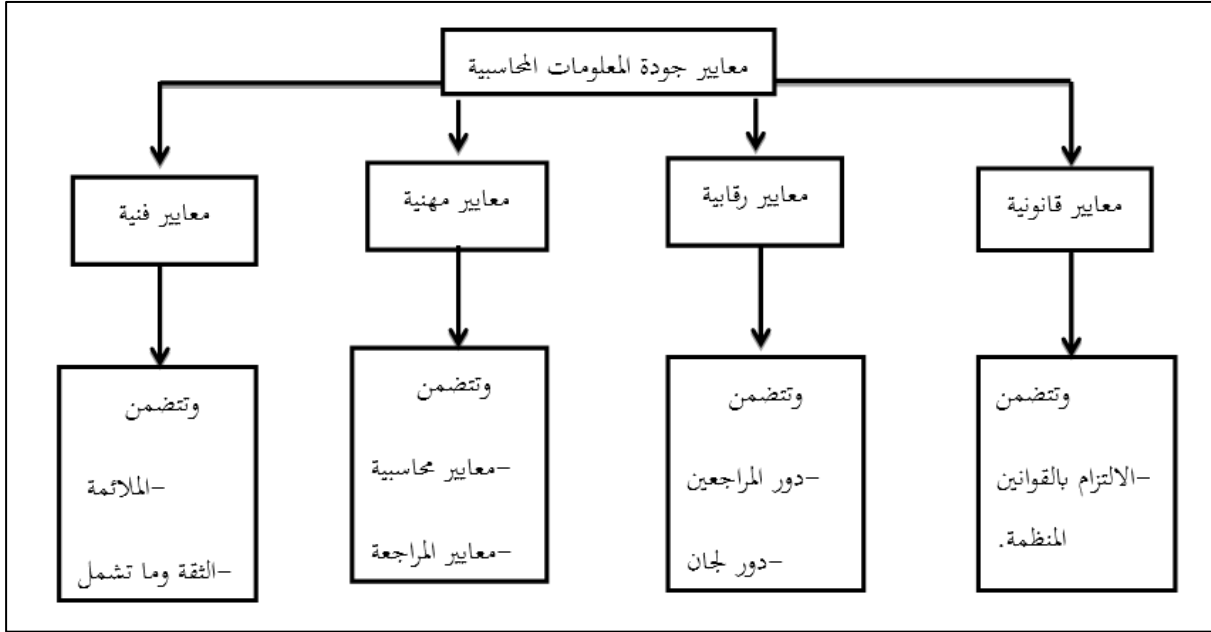 معايير جودة المعلومات المحاسبية
معايير قانونية
معايير رقابية
معايير مهنية
معايير فنية
وتتضمن
–الالتزام بالقوانين
المنظمة.
وتتضمن
–دور المراجعين
–دور لجان
وتتضمن
–معايير محاسبية
–معايير المراجعة
وتتضمن
–الملائمة
–الثقة وما تشمل